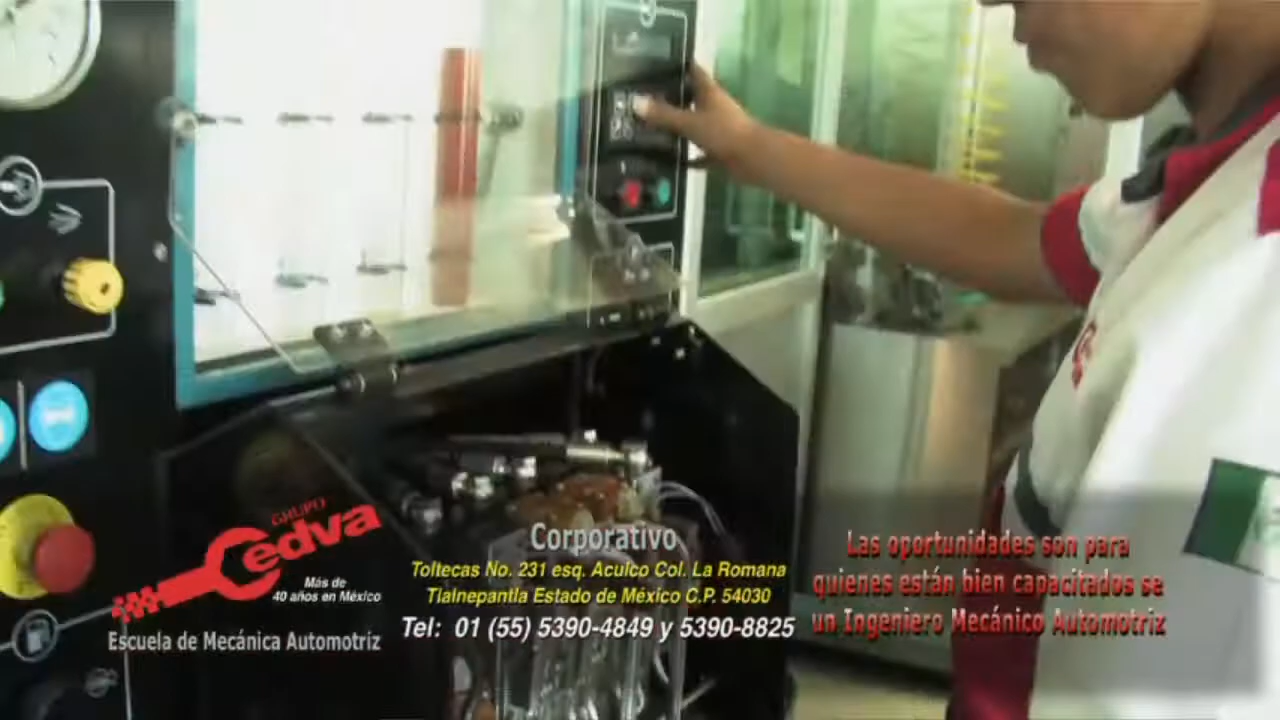 GRUPO
Cedva
Más de
40 años en México
Escuela de Mecánica Automotriz
Corporativo
Toltecas No. 231 esq. Aculco Col. La Romana
Tlalnepantla Estado de México C.P. 54030
Tel: 01 (55) 5390-4849 y 5390-8825
Las oportunidades son para
quienes están bien capacitados se
un Ingeniero Mecánico Automotriz